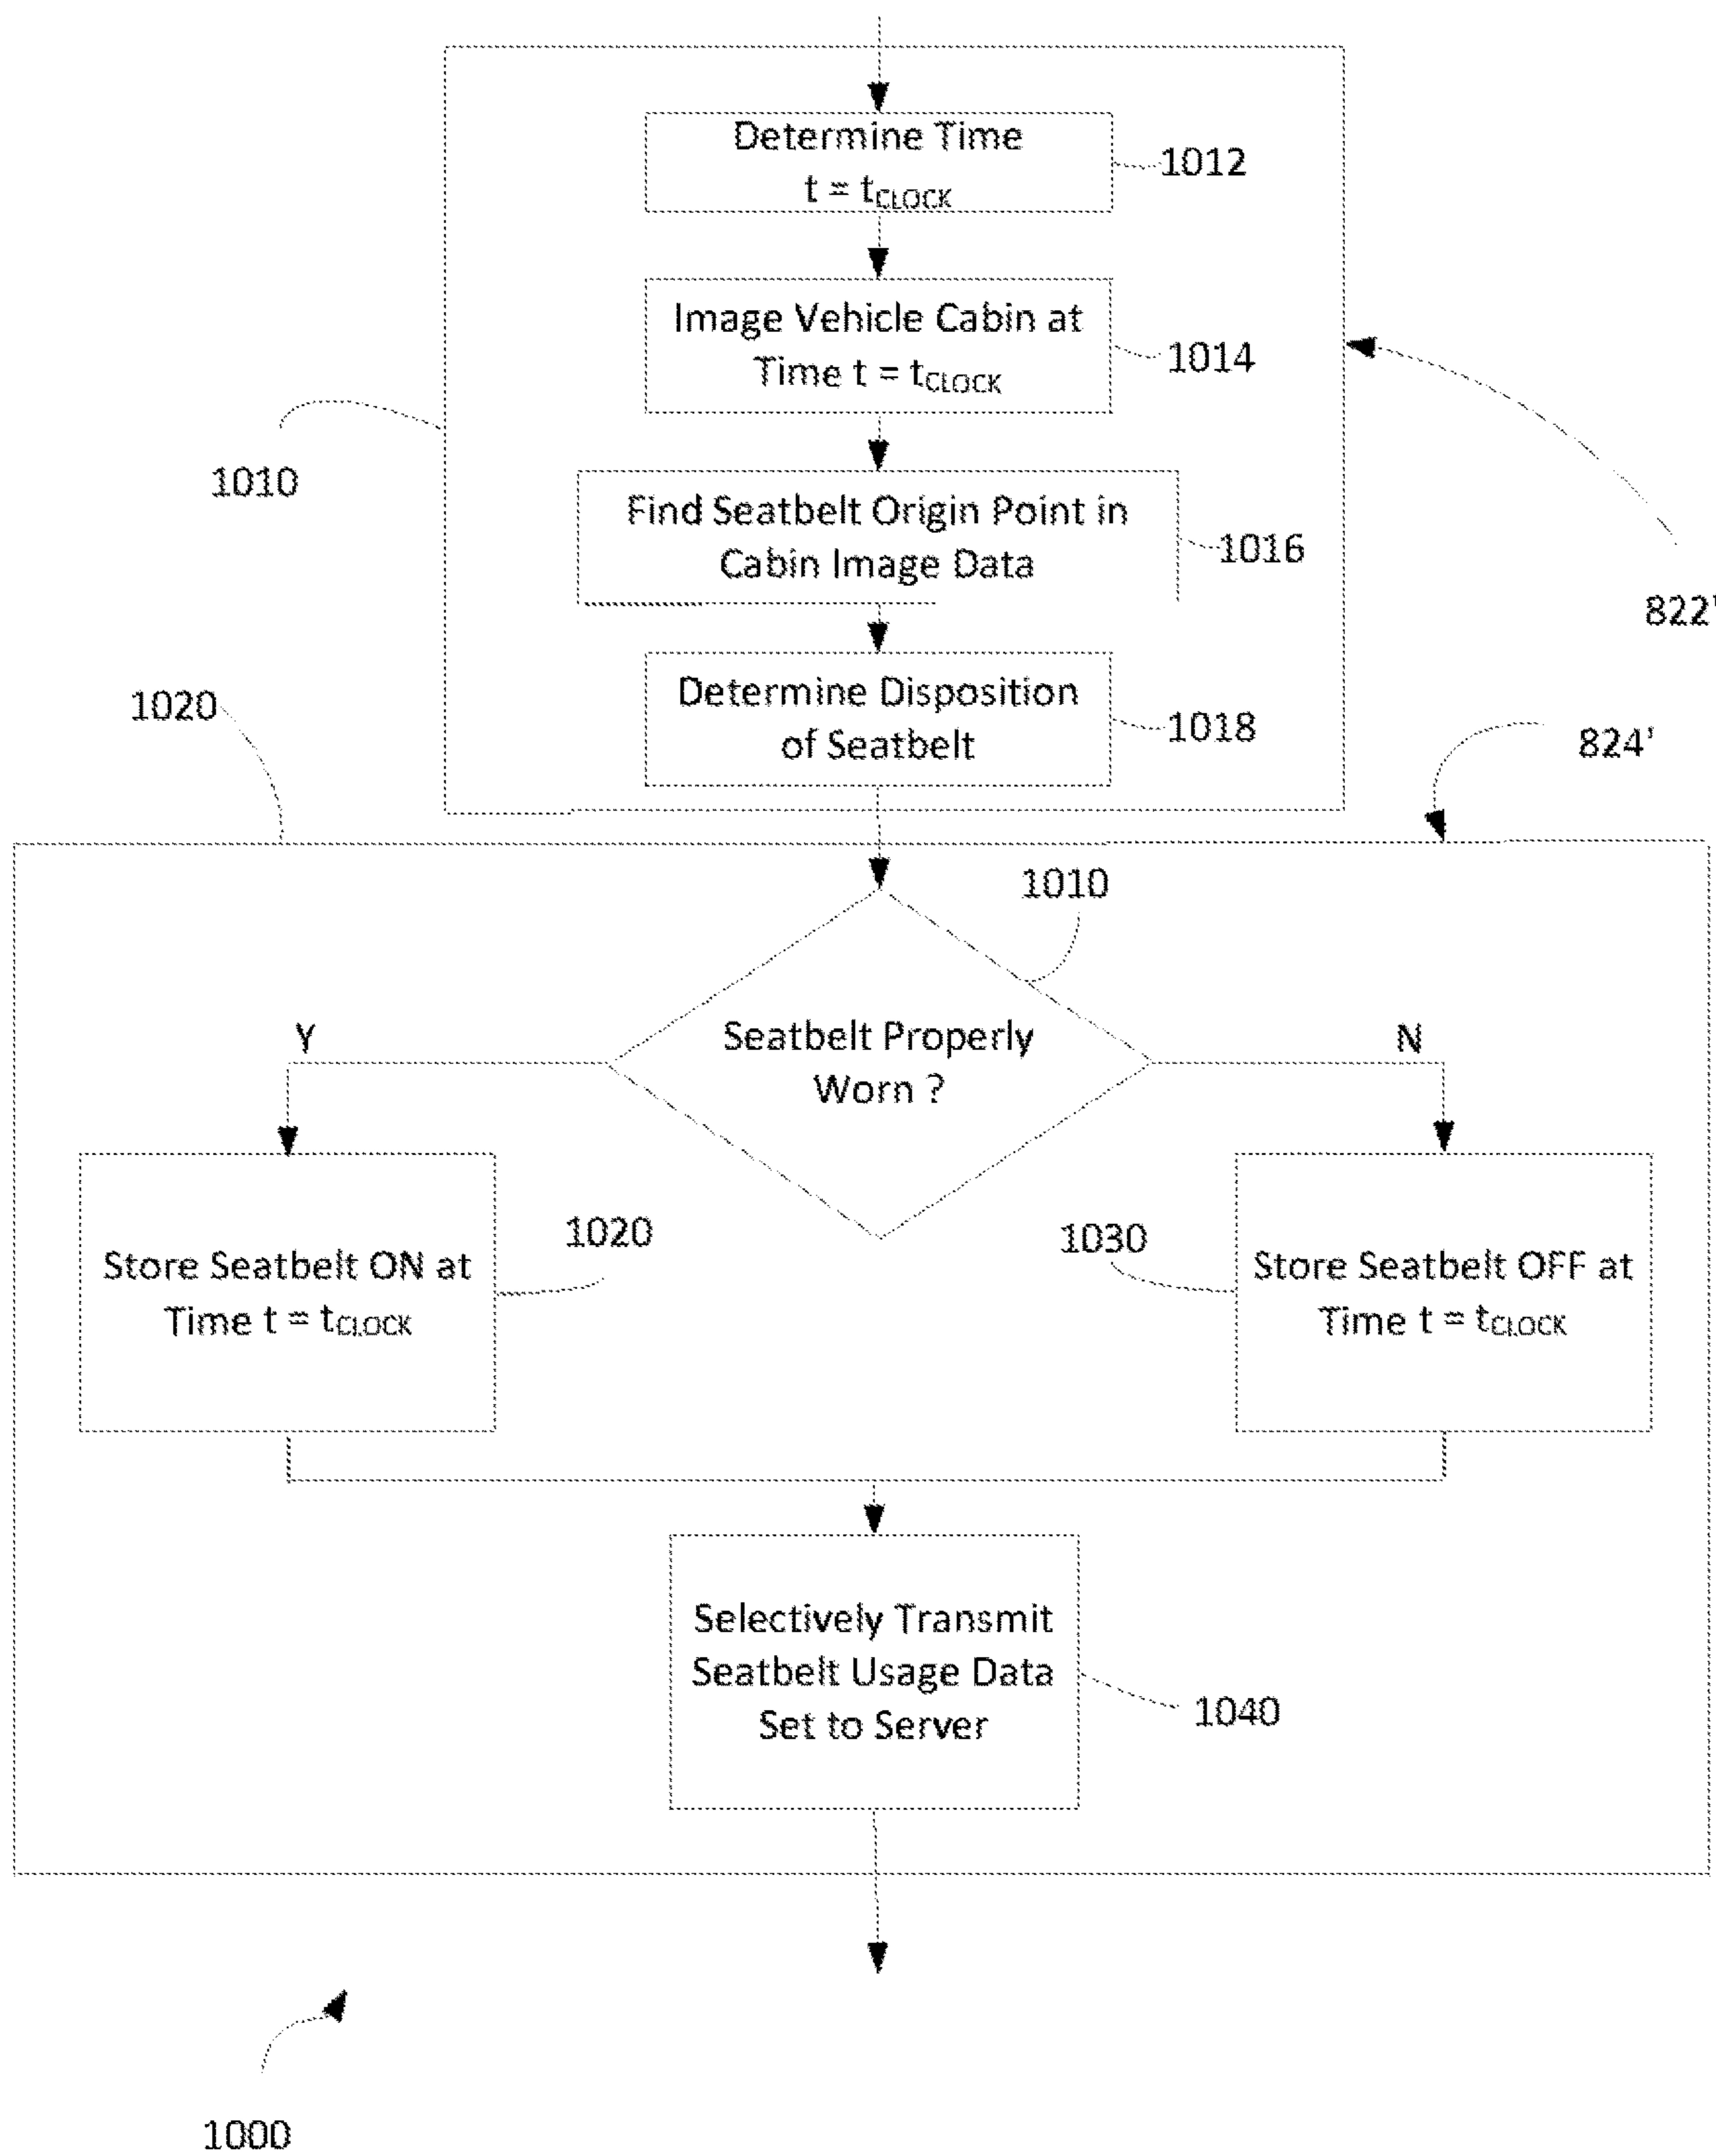 Determine Time
t = tCLOCK
1012
Image Vehicle Cabin at
Time t = tCLOCK
1014
1010
Find Seatbelt Origin Point in
Cabin Image Data
1016
822'
Determine Disposition
of Seatbelt
1018
1020
824'
1010
Seatbelt Properly
Worn ?
Y
N
Store Seatbelt ON at
Time t = tCLOCK
1020
1030
Store Seatbelt OFF at
Time t = tCLOCK
Selectively Transmit
Seatbelt Usage Data
Set to Server
1040
1000